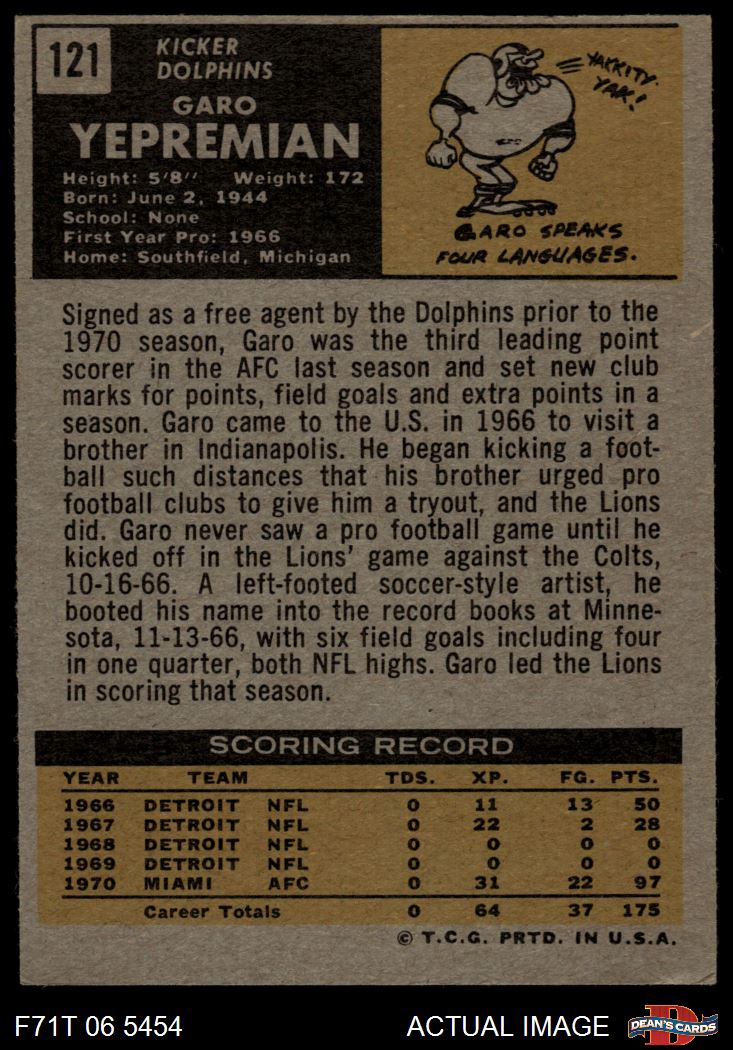 121
KICKER
DOLPHINS
GARO
YEPREMIAN
Height: 5'8" Weight: 172
Born: June 2, 1944
School: None
First Year Pro: 1966
Home: Southfield, Michigan
YAKKITY-
YAK!
GARO SPEAKS
FOUR LANGUAGES.
Signed as a free agent by the Dolphins prior to the
1970 season, Garo was the third leading point
scorer in the AFC last season and set new club
marks for points, field goals and extra points in a
season. Garo came to the U.S. in 1966 to visit a
brother in Indianapolis. He began kicking a foot-
ball such distances that his brother urged pro
football clubs to give him a tryout, and the Lions
did. Garo never saw a pro football game until he
kicked off in the Lions' game against the Colts,
10-16-66. A left-footed soccer-style artist, he
booted his name into the record books at Minne-
sota, 11-13-66, with six field goals including four
in one quarter, both NFL highs. Garo led the Lions
in scoring that season.
SCORING RECORD
YEAR TEAM TDS. XP. FG. PTS.
1966 DETROIT NFL 0 11 13 50
1967 DETROIT NFL 0 22 2 28
1968 DETROIT NFL 0 0 0 0
1969 DETROIT NFL 0 0 0 0
1970 MIAMI AFC 0 31 22 97
Career Totals 0 64 37 175
© T.C.G. PRTD. IN U.S.A.
F71T 06 5454 ACTUAL IMAGE D DEAN'S CARDS